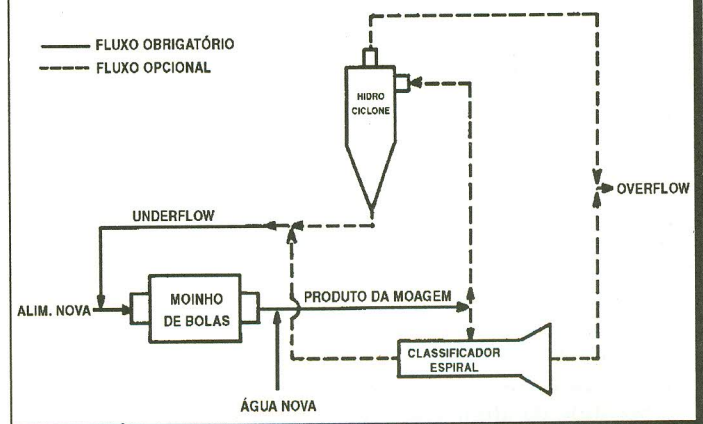 FLUXO OBRIGATÓRIO
FLUXO OPCIONAL
HIDRO
CICLONE
OVERFLOW
UNDERFLOW
ALIM. NOVA
MOINHO
DE BOLAS
PRODUTO DA MOAGEM
CLASSIFICADOR
ESPIRAL
ÁGUA NOVA